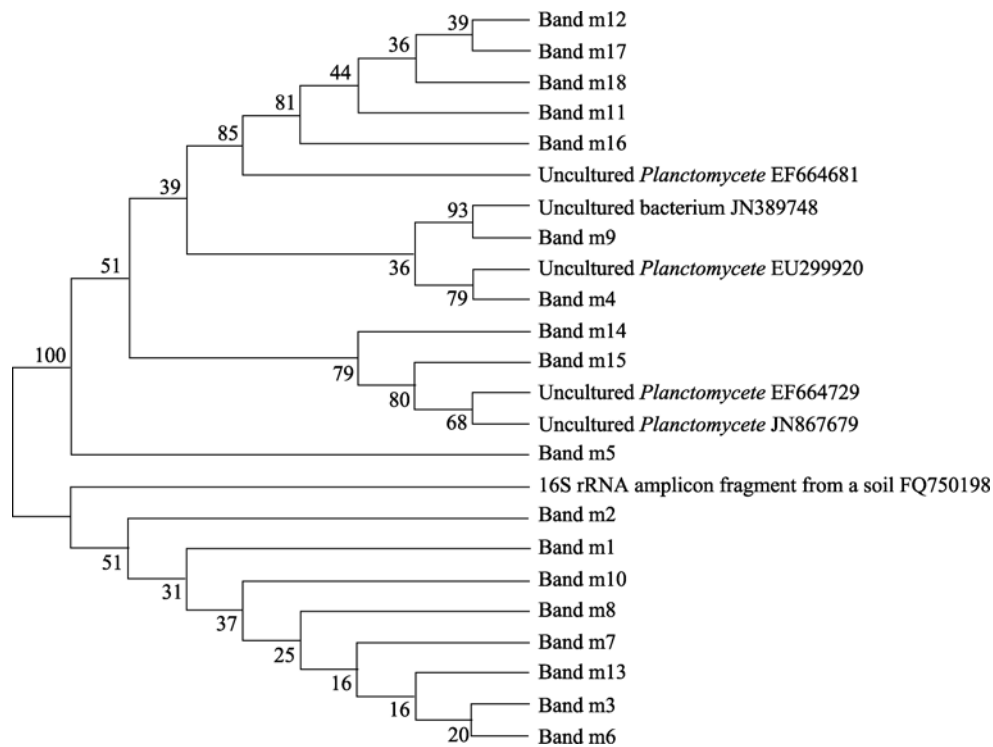 39 Band m12
36 Band m17
44 Band m18
81 Band m11
85 Band m16
39 Uncultured Planctomycete EF664681
93 Uncultured bacterium JN389748
Band m9
51 36 Uncultured Planctomycete EU299920
79 Band m4
Band m14
100 79 Band m15
80 Uncultured Planctomycete EF664729
68 Uncultured Planctomycete JN867679
Band m5
16S rRNA amplicon fragment from a soil FQ750198
Band m2
51 Band m1
31 Band m10
37 Band m8
25 Band m7
16 Band m13
16 Band m3
20 Band m6